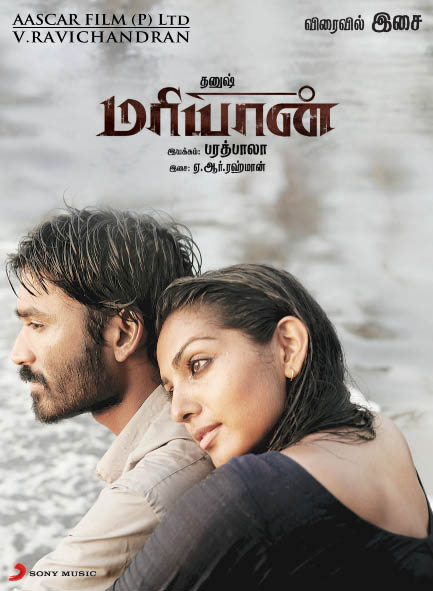 AASCAR FILM (P) LTD
V.RAVICHANDRAN
விரைவில் இசை
தனுஷ்
மரியான்
இயக்கம்: பரத்பாலா
இசை: ஏ.ஆர்.ரஹ்மான்
SONY MUSIC